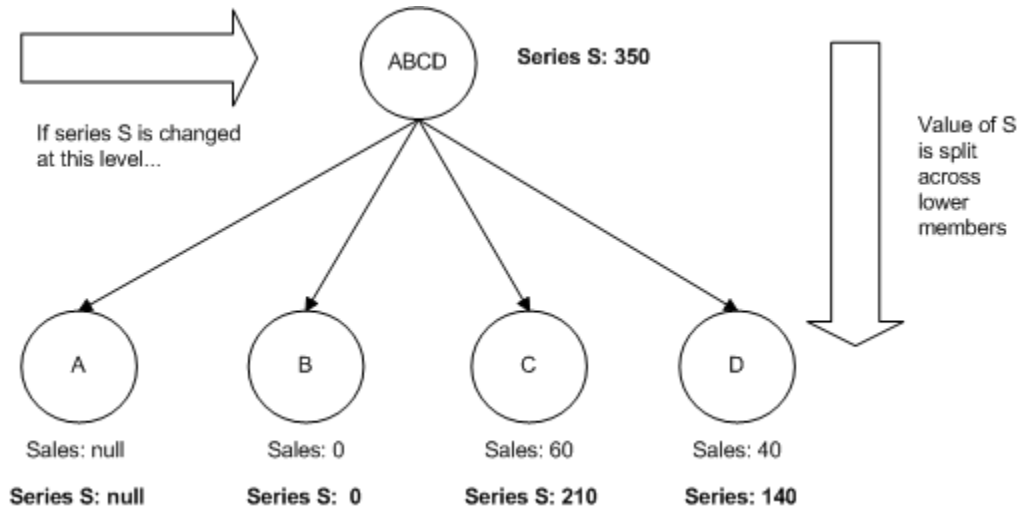 ABCD
Series S: 350
If series S is changed
at this level...
Value of S
is split
across
lower
members
A
B
C
D
Sales: null
Sales: 0
Sales: 60
Sales: 40
Series S: null
Series S:  0
Series S: 210
Series: 140